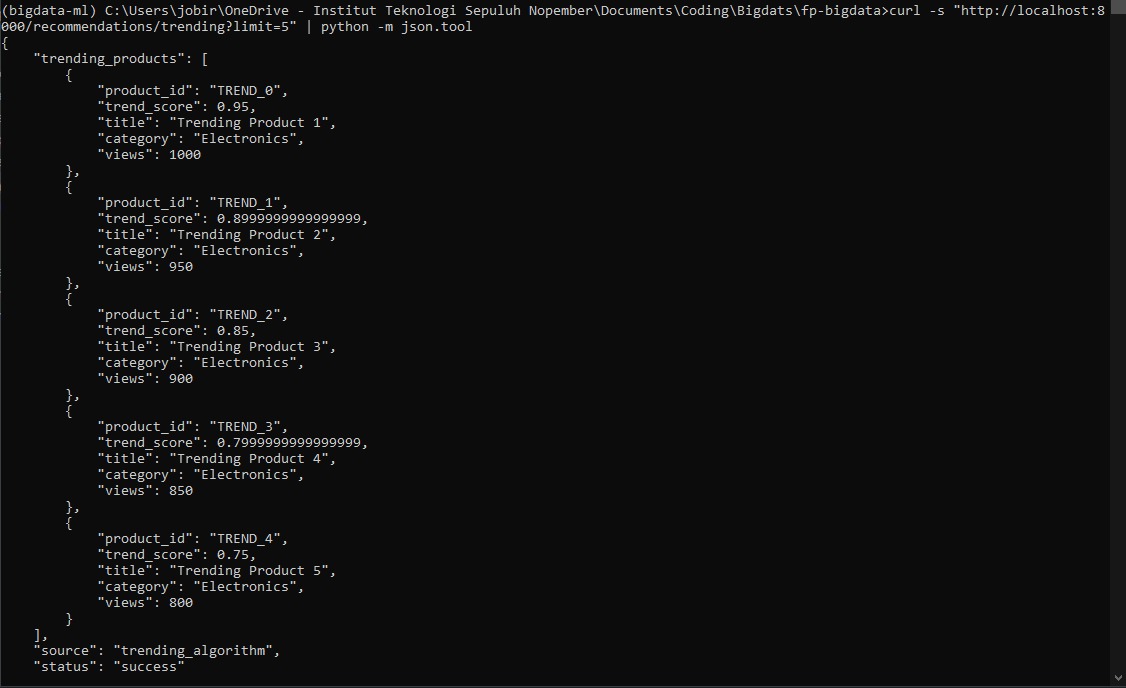 (bigdata-ml) C:\Users\jobir\OneDrive - Institut Teknologi Sepuluh Nopember\Documents\Coding\Bigdats\fp-bigdata>curl -s "http://localhost:8
000/recommendations/trending?limit=5" | python -m json.tool
{
    "trending_products": [
        {
            "product_id": "TREND_0",
            "trend_score": 0.95,
            "title": "Trending Product 1",
            "category": "Electronics",
            "views": 1000
        },
        {
            "product_id": "TREND_1",
            "trend_score": 0.8999999999999999,
            "title": "Trending Product 2",
            "category": "Electronics",
            "views": 950
        },
        {
            "product_id": "TREND_2",
            "trend_score": 0.85,
            "title": "Trending Product 3",
            "category": "Electronics",
            "views": 900
        },
        {
            "product_id": "TREND_3",
            "trend_score": 0.7999999999999999,
            "title": "Trending Product 4",
            "category": "Electronics",
            "views": 850
        },
        {
            "product_id": "TREND_4",
            "trend_score": 0.75,
            "title": "Trending Product 5",
            "category": "Electronics",
            "views": 800
        }
    ],
    "source": "trending_algorithm",
    "status": "success"